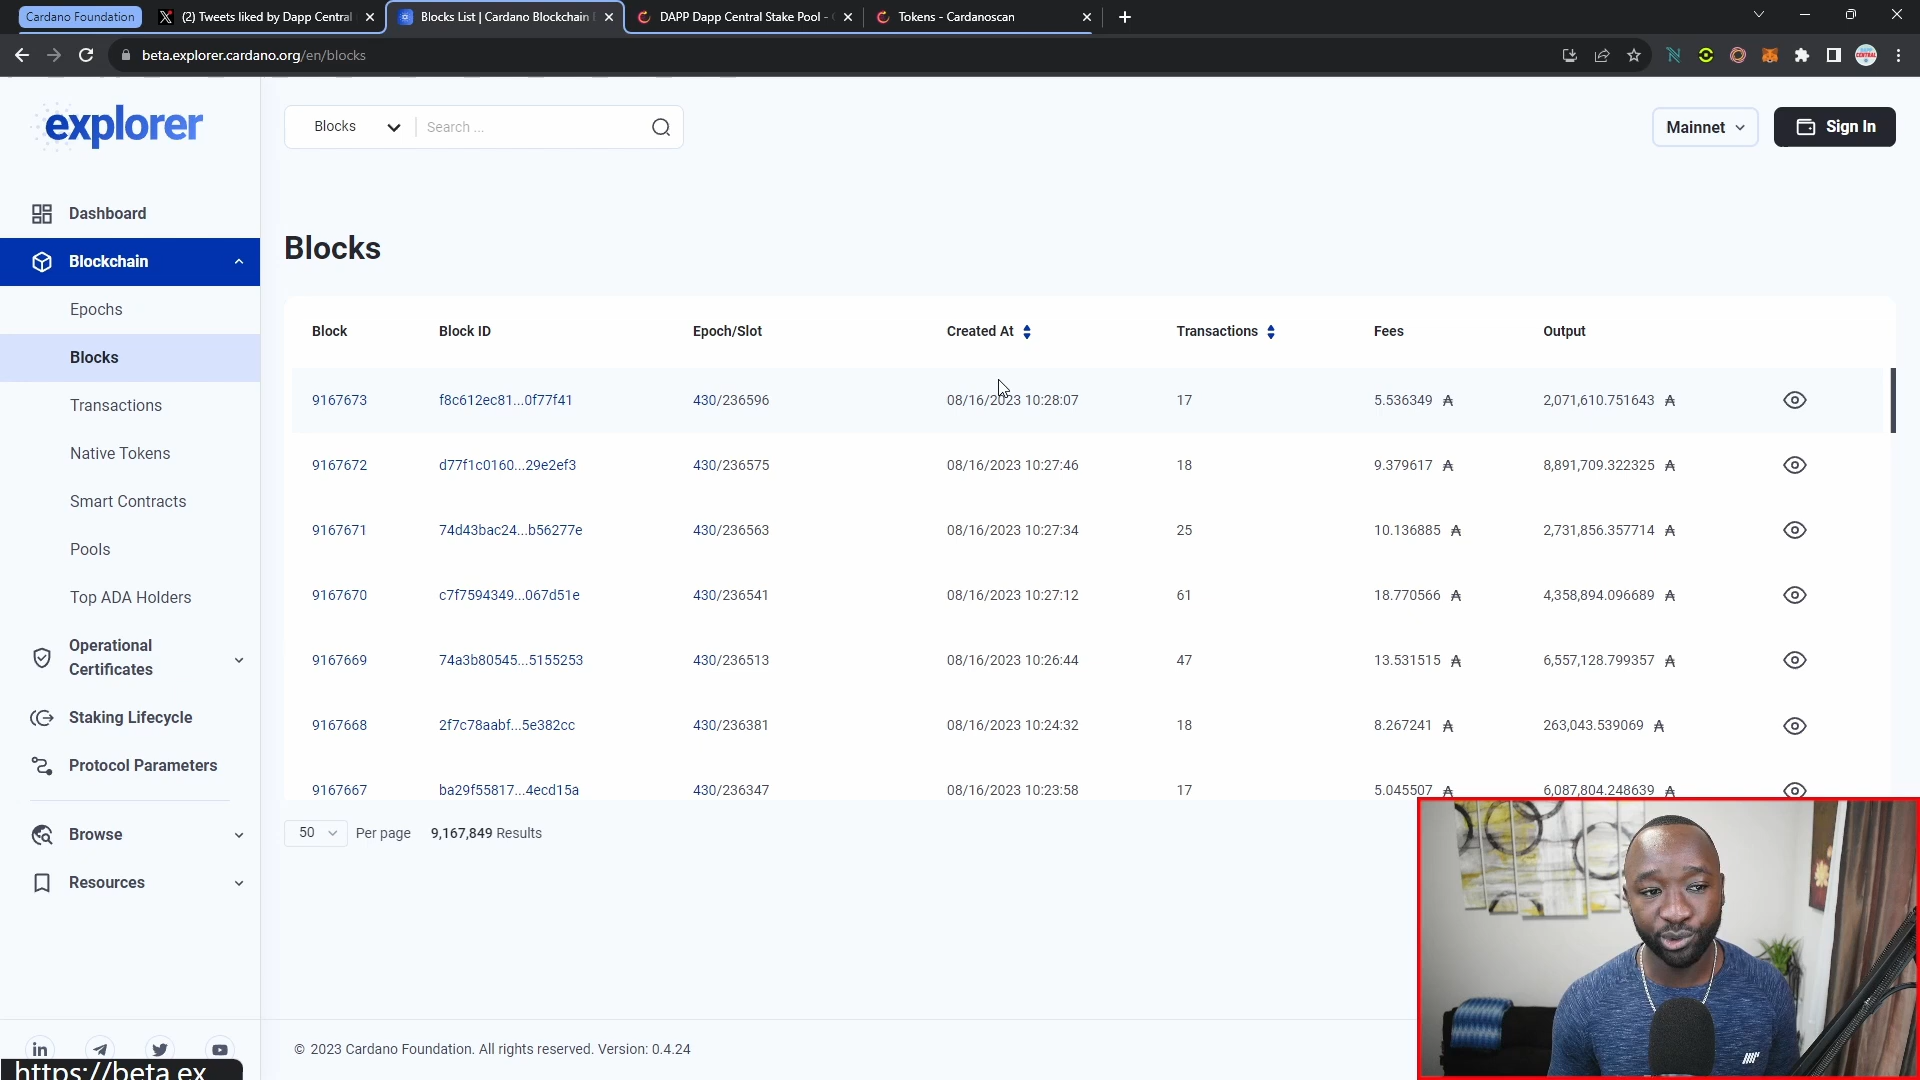 Cardano Foundation
(2) Tweets liked by Dapp Central
Blocks List | Cardano Blockchain E
DAPP Dapp Central Stake Pool -
Tokens - Cardanoscan
beta.explorer.cardano.org/en/blocks
explorer
Blocks
Search ...
Mainnet
Sign In
Dashboard
Blockchain
Epochs
Blocks
Transactions
Native Tokens
Smart Contracts
Pools
Top ADA Holders
Operational
Certificates
Staking Lifecycle
Protocol Parameters
Browse
Resources
Blocks
Block Block ID Epoch/Slot Created At Transactions Fees Output
9167673 f8c612ec81...0f77f41 430/236596 08/16/2023 10:28:07 17 5.536349 ₳ 2,071,610.751643 ₳
9167672 d77f1c0160...29e2ef3 430/236575 08/16/2023 10:27:46 18 9.379617 ₳ 8,891,709.322325 ₳
9167671 74d43bac24...b56277e 430/236563 08/16/2023 10:27:34 25 10.136885 ₳ 2,731,856.357714 ₳
9167670 c7f7594349...067d51e 430/236541 08/16/2023 10:27:12 61 18.770566 ₳ 4,358,894.096689 ₳
9167669 74a3b80545...5155253 430/236513 08/16/2023 10:26:44 47 13.531515 ₳ 6,557,128.799357 ₳
9167668 2f7c78aabf...5e382cc 430/236381 08/16/2023 10:24:32 18 8.267241 ₳ 263,043.539069 ₳
9167667 ba29f55817...4ecd15a 430/236347 08/16/2023 10:23:58 17 5.045507 ₳ 6,087,804.248639 ₳
50 Per page 9,167,849 Results
© 2023 Cardano Foundation. All rights reserved. Version: 0.4.24
https://beta.ex